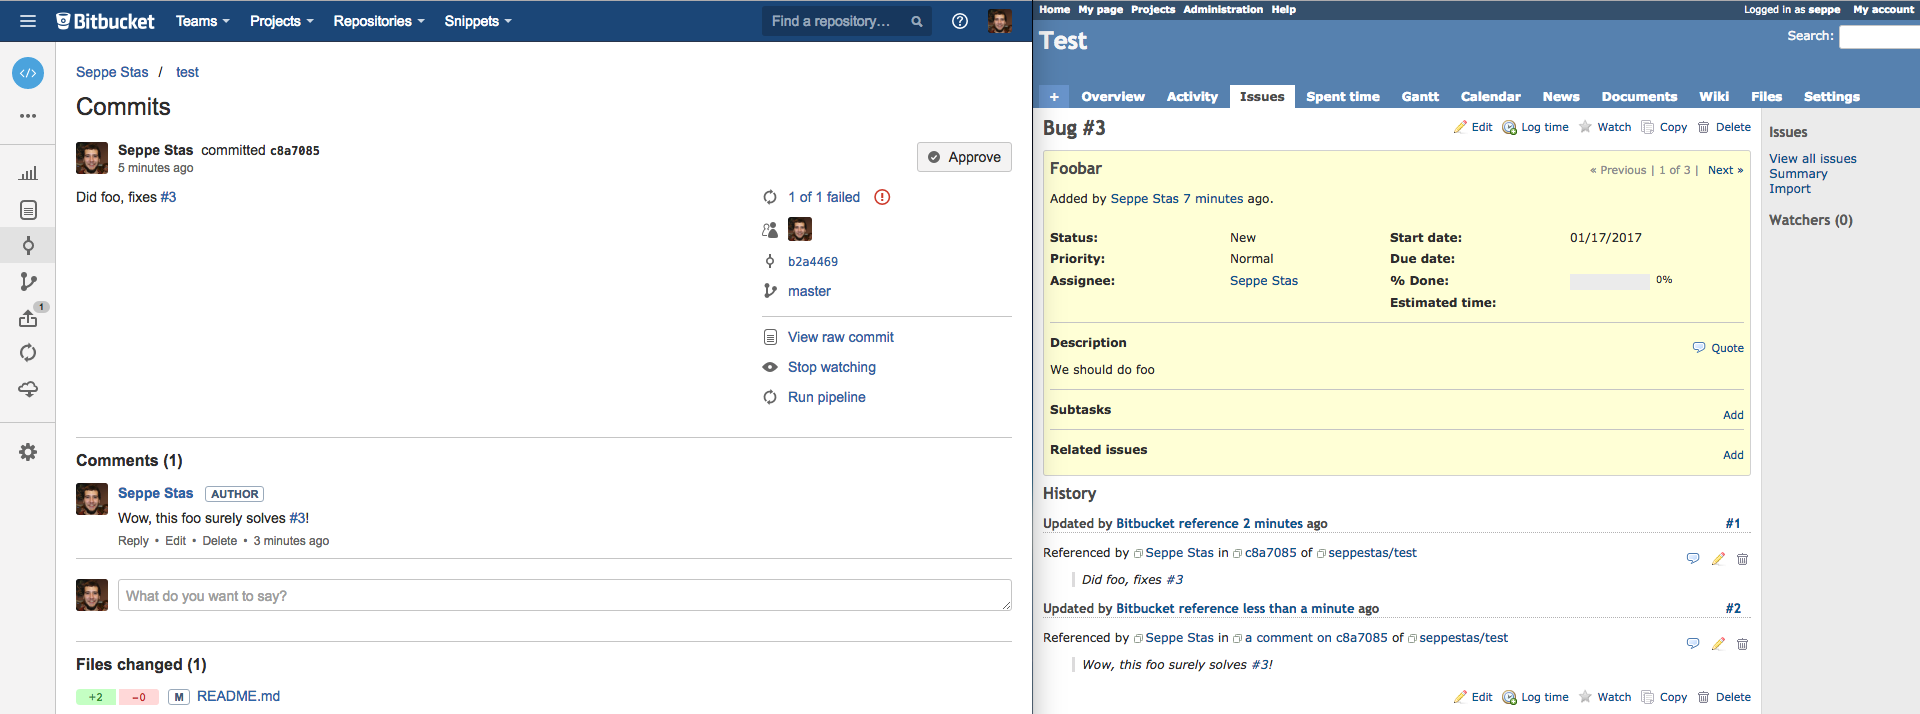 Bitbucket Teams Projects Repositories Snippets Find a repository...
Seppe Stas / test
Commits
Seppe Stas committed c8a7085
5 minutes ago
Approve
Did foo, fixes #3
1 of 1 failed
b2a4469
master
View raw commit
Stop watching
Run pipeline
1
Comments (1)
Seppe Stas AUTHOR
Wow, this foo surely solves #3!
Reply • Edit • Delete • 3 minutes ago
What do you want to say?
Files changed (1)
+2 −0 M README.md
Home My page Projects Administration Help Logged in as seppe My account
Test Search:
+ Overview Activity Issues Spent time Gantt Calendar News Documents Wiki Files Settings
Bug #3 Edit Log time Watch Copy Delete
Foobar « Previous | 1 of 3 | Next »
Added by Seppe Stas 7 minutes ago.
Status: New Start date: 01/17/2017
Priority: Normal Due date:
Assignee: Seppe Stas % Done: 0%
Estimated time:
Description Quote
We should do foo
Subtasks Add
Related issues Add
History
Updated by Bitbucket reference 2 minutes ago #1
Referenced by Seppe Stas in c8a7085 of seppestas/test
Did foo, fixes #3
Updated by Bitbucket reference less than a minute ago #2
Referenced by Seppe Stas in a comment on c8a7085 of seppestas/test
Wow, this foo surely solves #3!
Edit Log time Watch Copy Delete
Issues
View all issues
Summary
Import
Watchers (0)